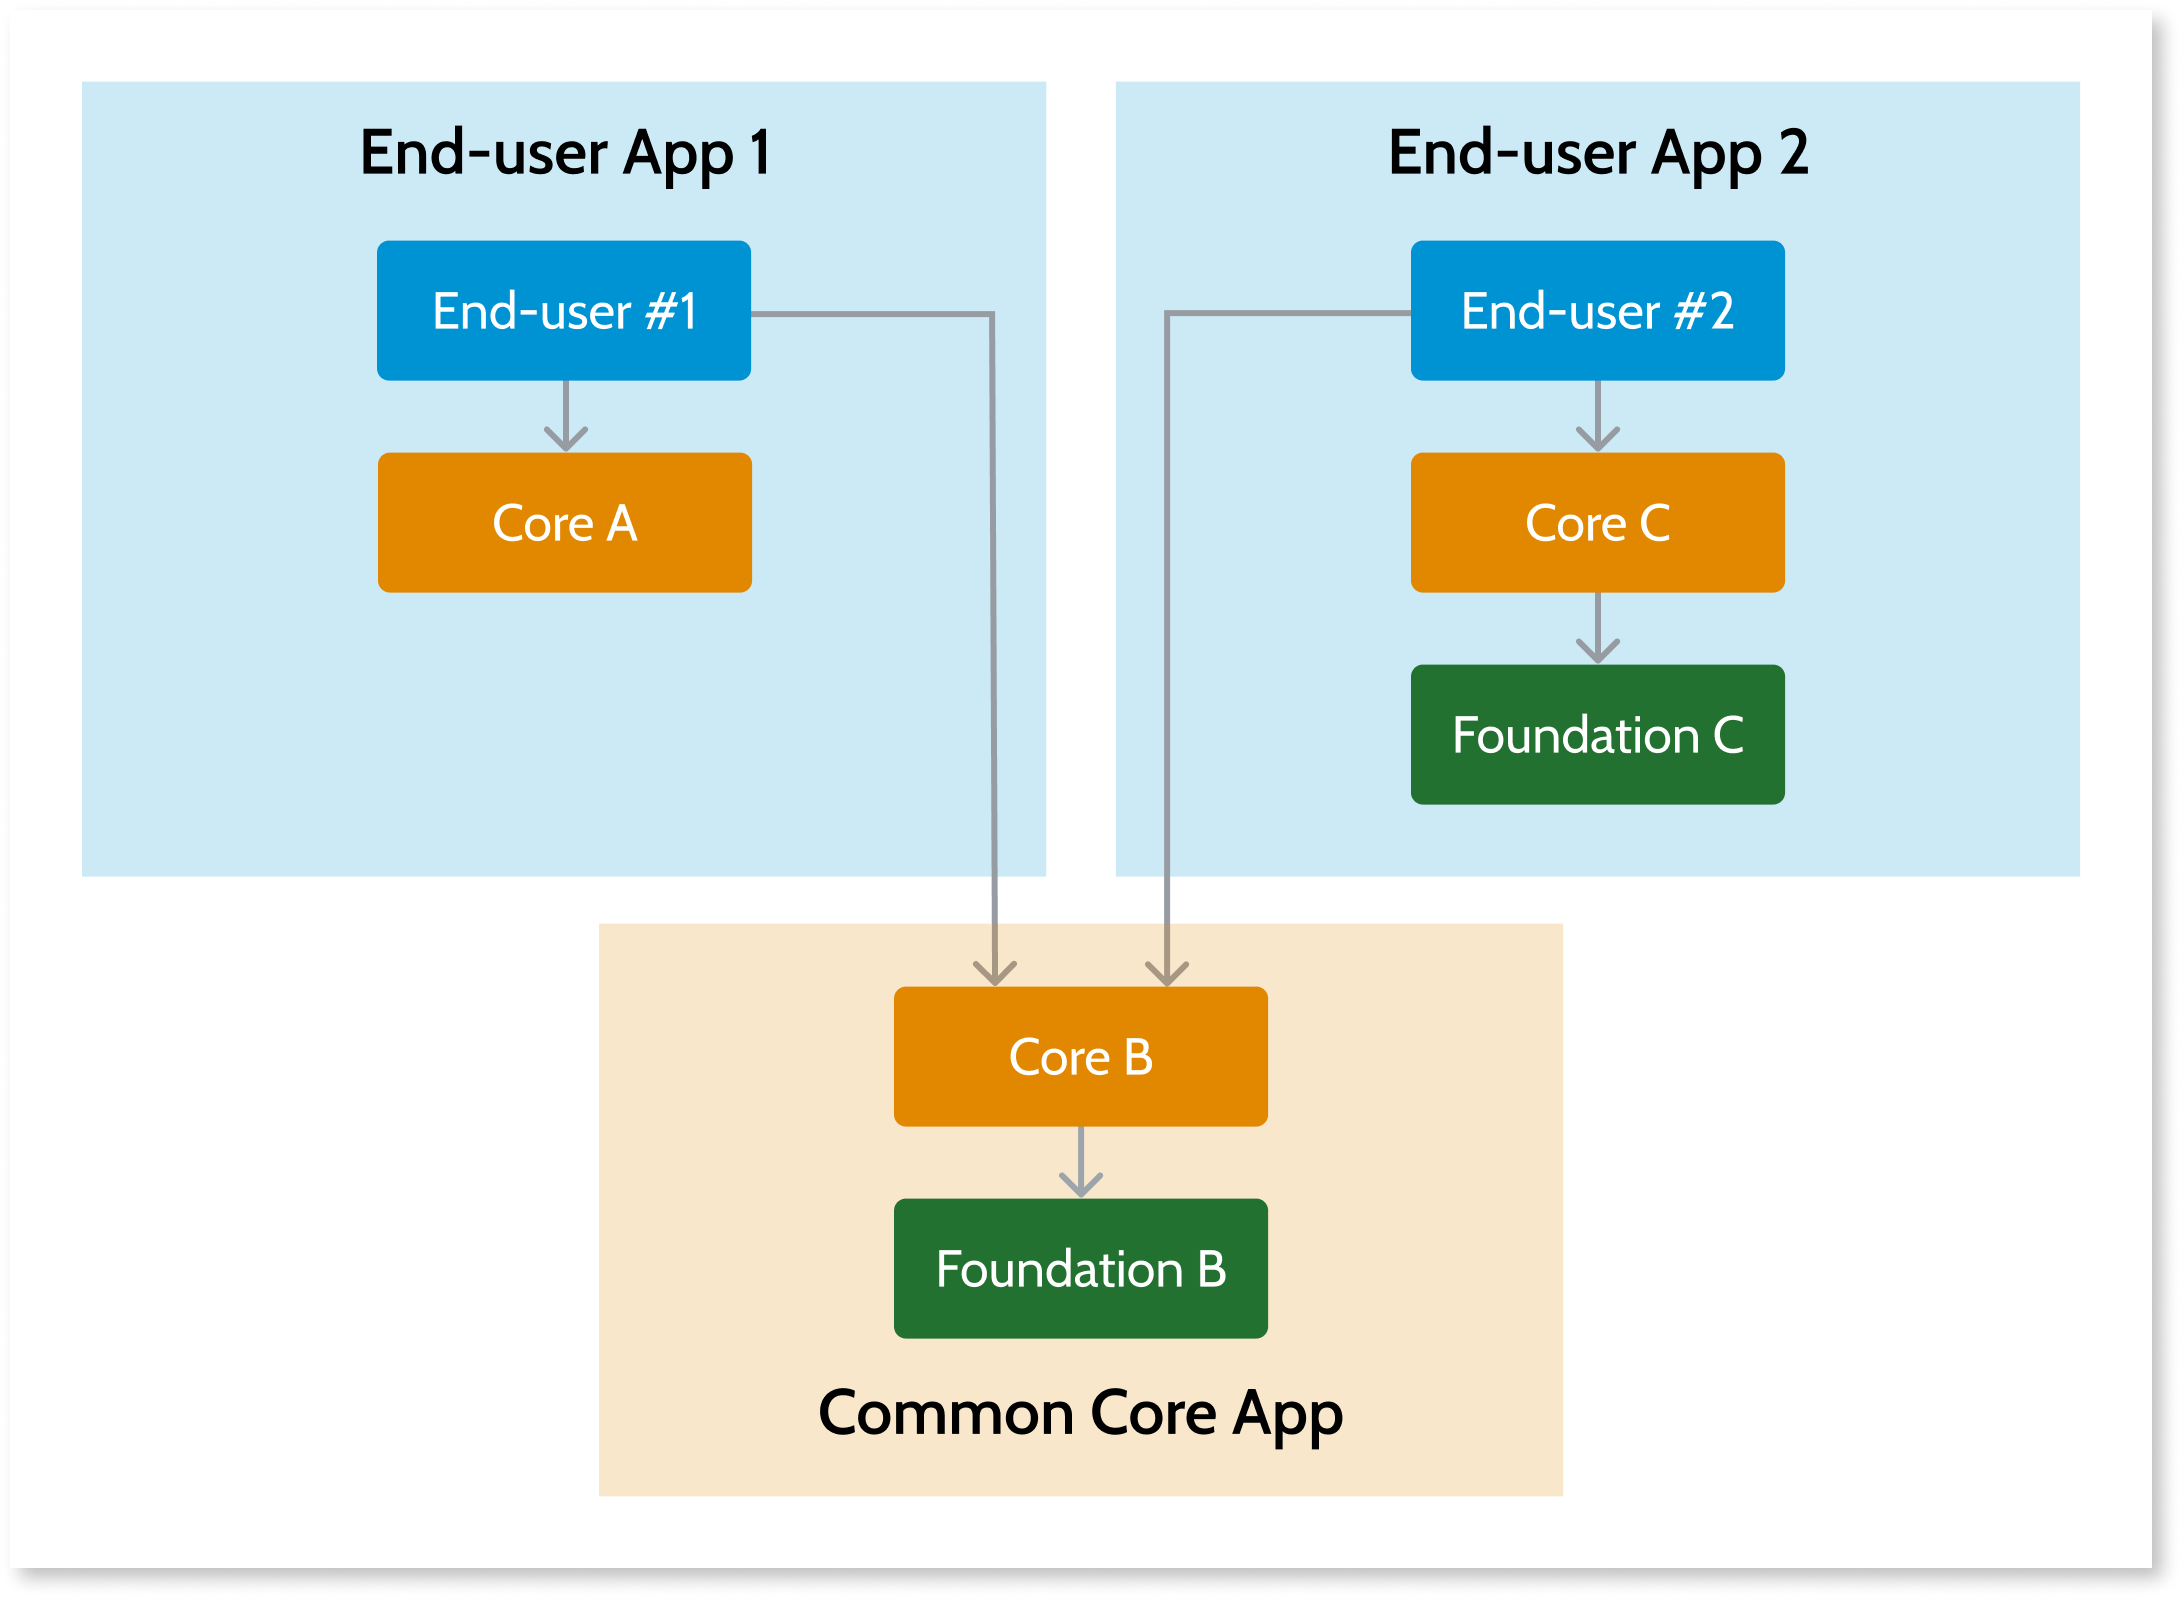 End-user App 1
End-user #1
Core A
End-user App 2
End-user #2
Core C
Foundation C
Core B
Foundation B
Common Core App